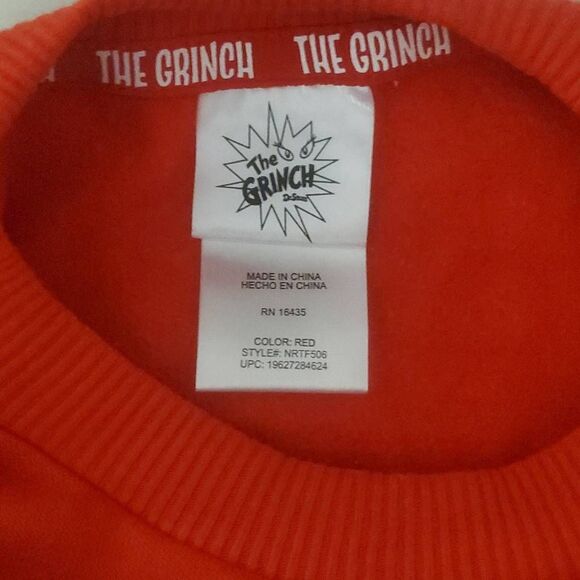 THE GRINCH THE GRINCH
The
GRINCH
Dr. Seuss
MADE IN CHINA
HECHO EN CHINA
RN 16435
COLOR: RED
STYLE#: NRTF506
UPC: 19627284624